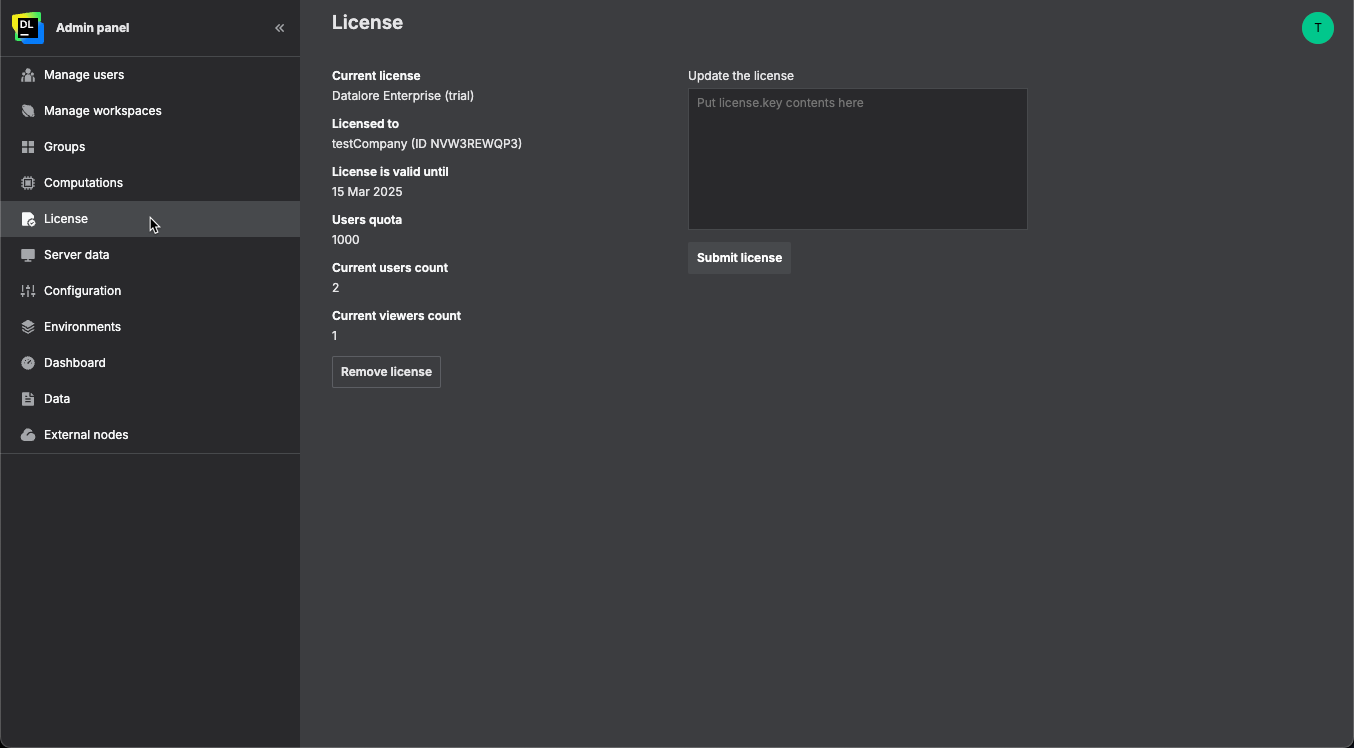 DL
Admin panel
«
Manage users
Manage workspaces
Groups
Computations
License
Server data
Configuration
Environments
Dashboard
Data
External nodes
License
T
Current license
Datalore Enterprise (trial)
Licensed to
testCompany (ID NVW3REWQP3)
License is valid until
15 Mar 2025
Users quota
1000
Current users count
2
Current viewers count
1
Remove license
Update the license
Put license.key contents here
Submit license